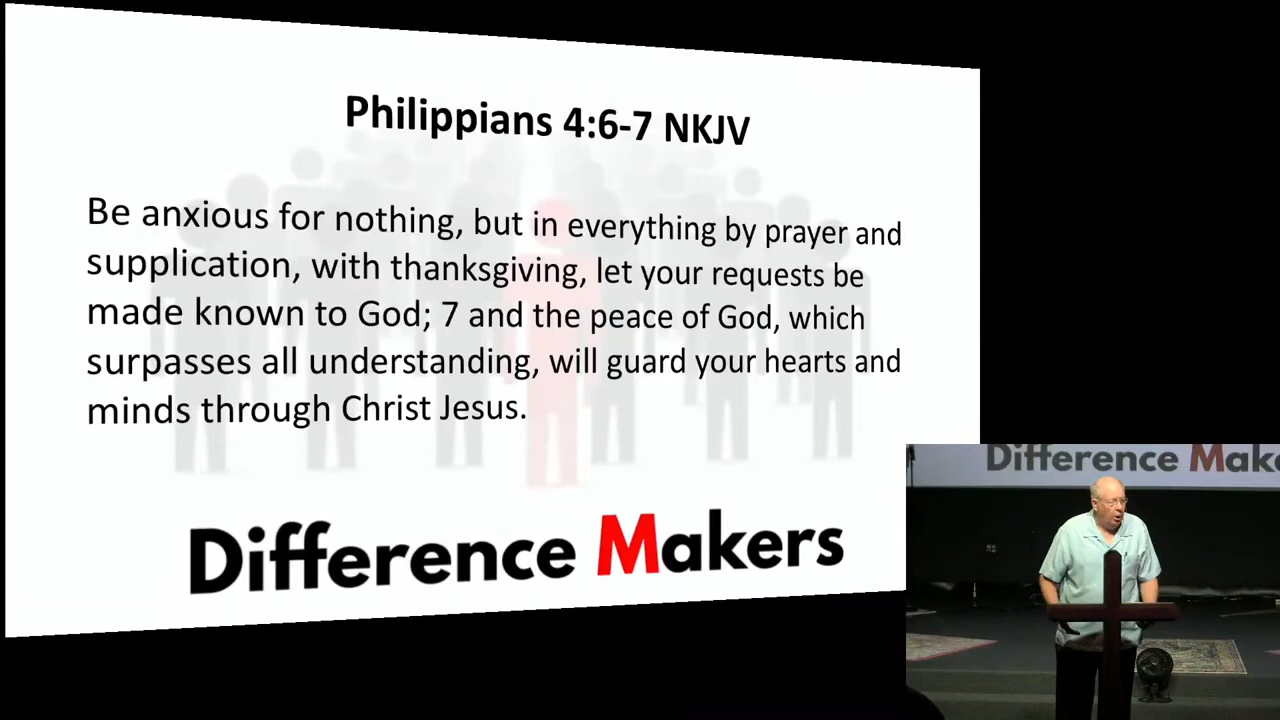 Philippians 4:6-7 NKJV
Be anxious for nothing, but in everything by prayer and
supplication, with thanksgiving, let your requests be
made known to God; 7 and the peace of God, which
surpasses all understanding, will guard your hearts and
minds through Christ Jesus.
Difference Makers
Difference Make